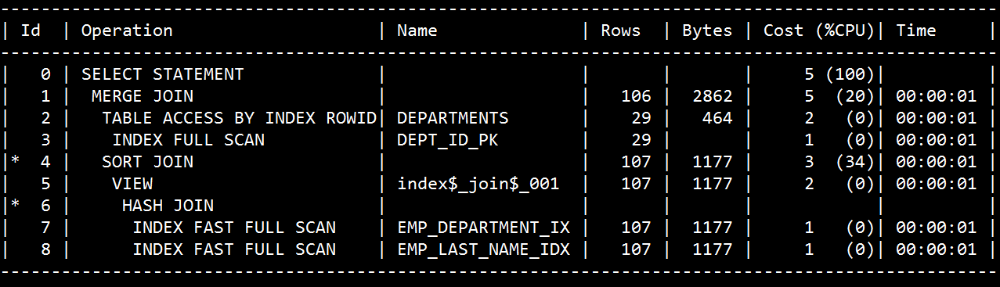 ---------------------------------------------------------------------------------------------------
| Id  | Operation                    | Name              | Rows  | Bytes | Cost (%CPU)| Time     |
---------------------------------------------------------------------------------------------------
|   0 | SELECT STATEMENT             |                   |       |       |     5 (100)|          |
|   1 |  MERGE JOIN                  |                   |   106 |  2862 |     5  (20)| 00:00:01 |
|   2 |   TABLE ACCESS BY INDEX ROWID| DEPARTMENTS       |    29 |   464 |     2   (0)| 00:00:01 |
|   3 |    INDEX FULL SCAN           | DEPT_ID_PK        |    29 |       |     1   (0)| 00:00:01 |
|*  4 |   SORT JOIN                  |                   |   107 |  1177 |     3  (34)| 00:00:01 |
|   5 |    VIEW                      | index$_join$_001  |   107 |  1177 |     2   (0)| 00:00:01 |
|*  6 |     HASH JOIN                |                   |       |       |            |          |
|   7 |      INDEX FAST FULL SCAN    | EMP_DEPARTMENT_IX |   107 |  1177 |     1   (0)| 00:00:01 |
|   8 |      INDEX FAST FULL SCAN    | EMP_LAST_NAME_IDX |   107 |  1177 |     1   (0)| 00:00:01 |
---------------------------------------------------------------------------------------------------